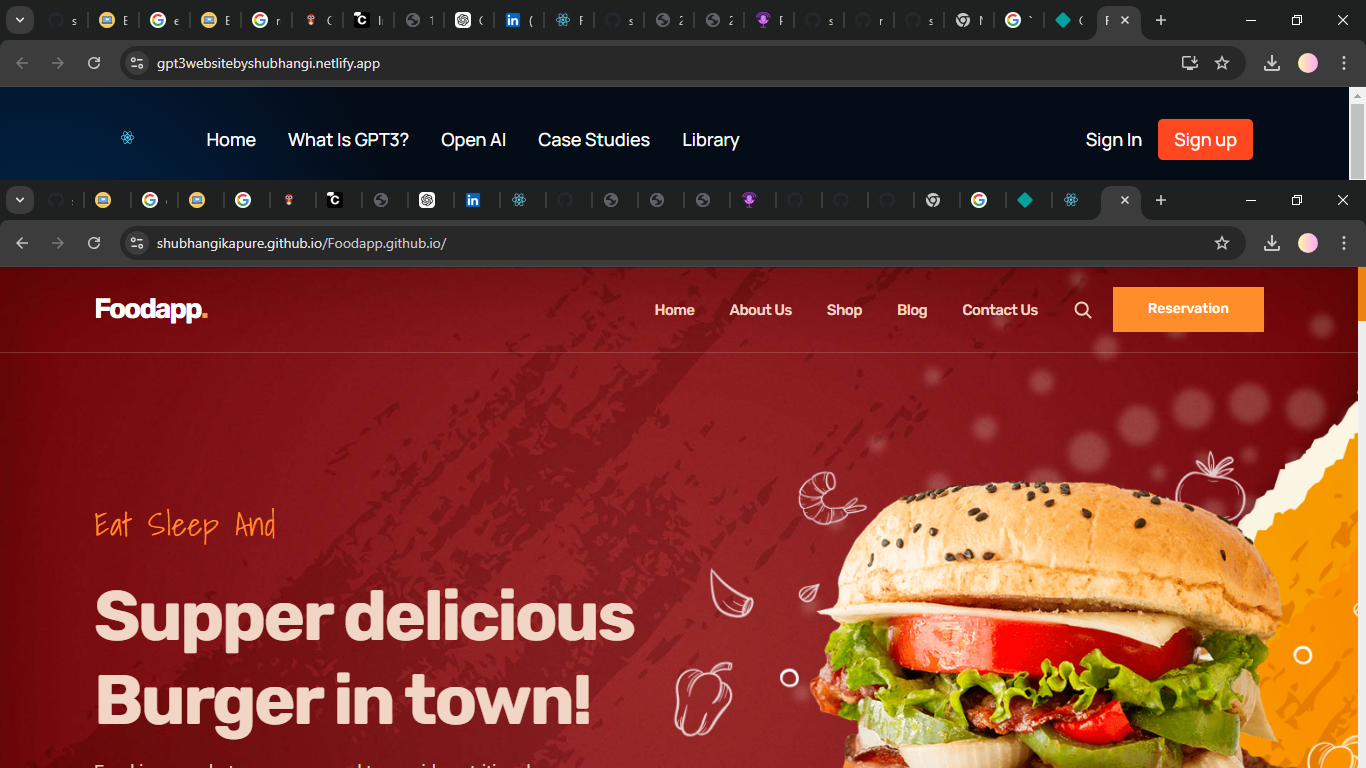 gpt3websitebyshubhangi.netlify.app
Home What Is GPT3? Open AI Case Studies Library Sign In Sign up
shubhangikapure.github.io/Foodapp.github.io/
Foodapp. Home About Us Shop Blog Contact Us Reservation
Eat Sleep And
Supper delicious
Burger in town!